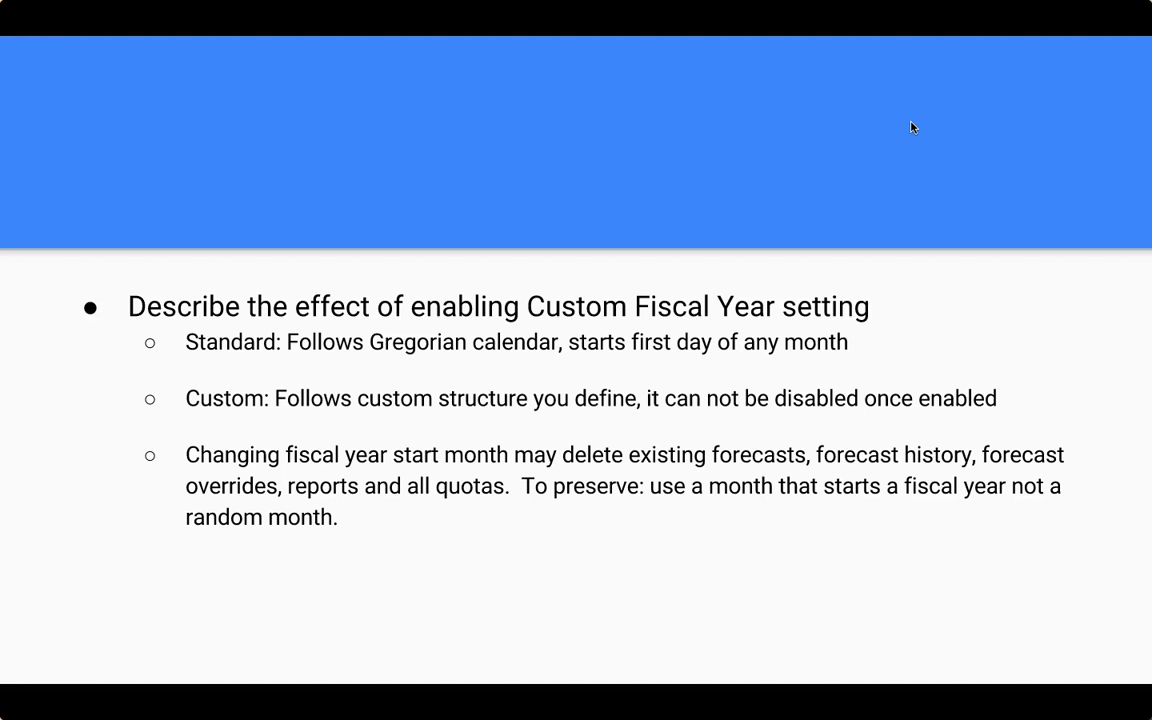 ● Describe the effect of enabling Custom Fiscal Year setting
○ Standard: Follows Gregorian calendar, starts first day of any month
○ Custom: Follows custom structure you define, it can not be disabled once enabled
○ Changing fiscal year start month may delete existing forecasts, forecast history, forecast
overrides, reports and all quotas.  To preserve: use a month that starts a fiscal year not a
random month.